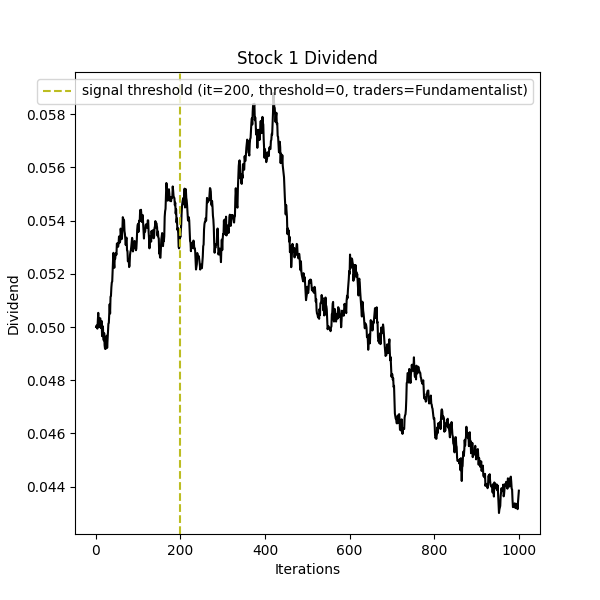 Stock 1 Dividend
signal threshold (it=200, threshold=0, traders=Fundamentalist)
0.058
0.056
0.054
0.052
0.050
0.048
0.046
0.044
Dividend
0 200 400 600 800 1000
Iterations